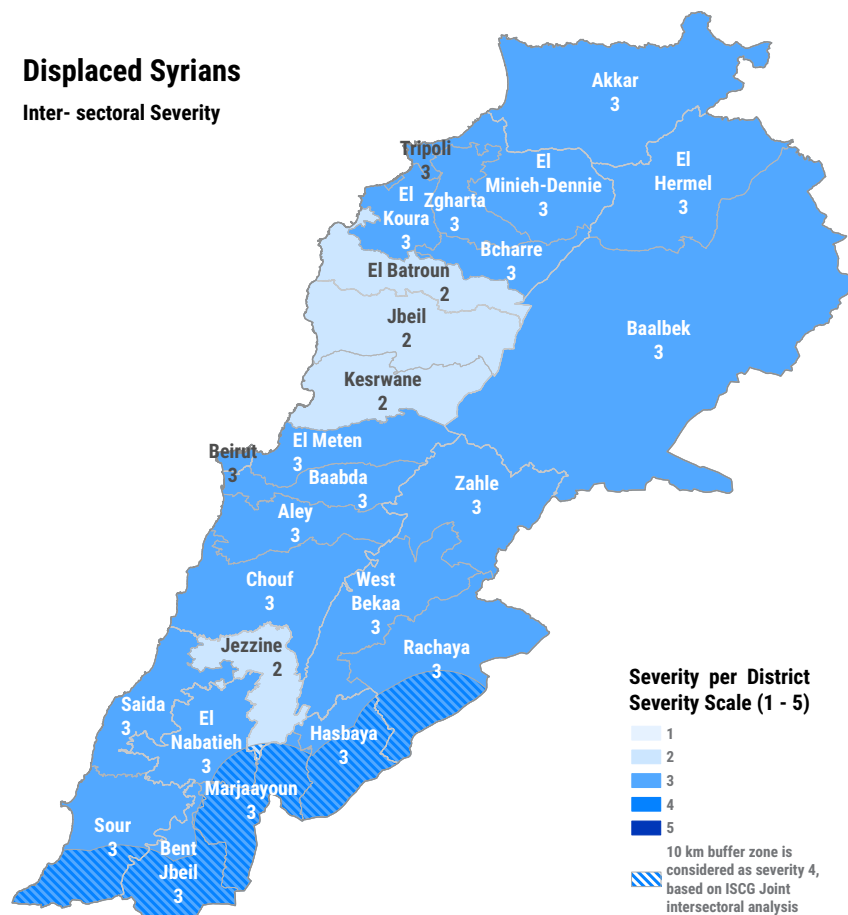 Displaced Syrians
Inter- sectoral Severity
Akkar
3
Tripoli
3
El
Minieh-Dennie
3
El
Hermel
3
El
Koura
3
Zgharta
3
Bcharre
3
El Batroun
2
Jbeil
2
Baalbek
3
Kesrwane
2
El Meten
3
Beirut
3
Baabda
3
Zahle
3
Aley
3
Chouf
3
West
Bekaa
3
Jezzine
2
Rachaya
3
Saida
3
El
Nabatieh
3
Hasbaya
3
Marjaayoun
3
Sour
3
Bent
Jbeil
3
Severity per District
Severity Scale (1 - 5)
1
2
3
4
5
10 km buffer zone is
considered as severity 4,
based on ISCG Joint
intersectoral analysis